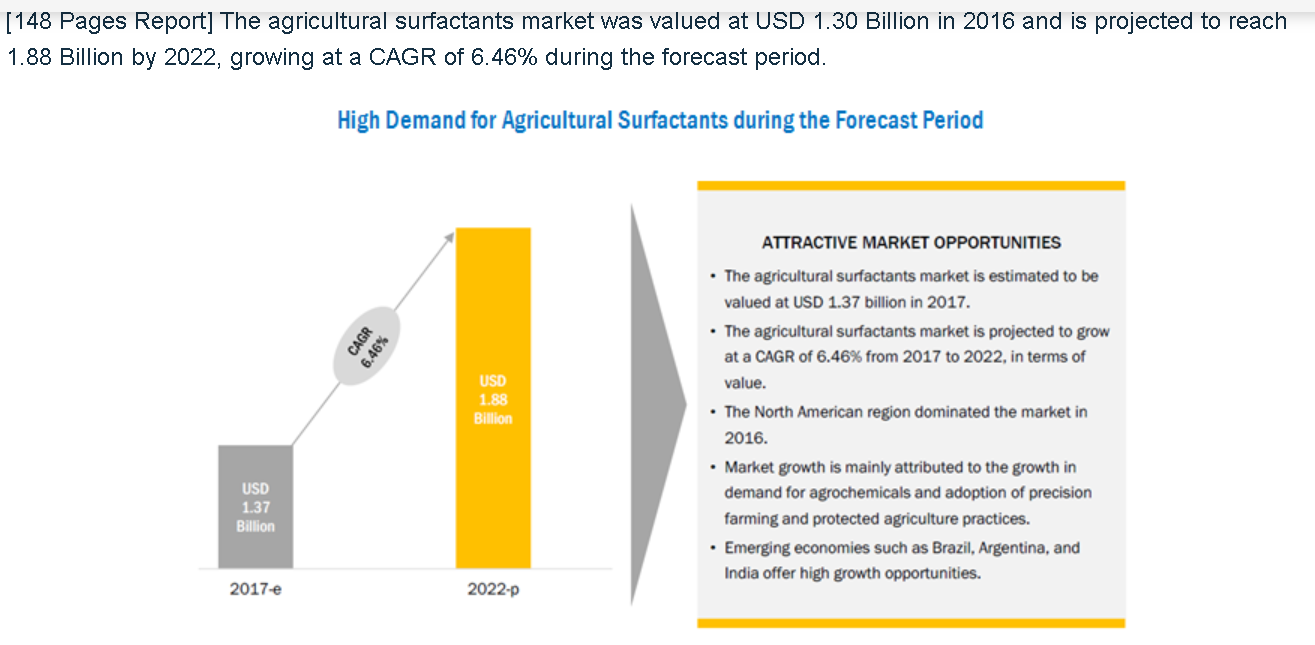 [148 Pages Report] The agricultural surfactants market was valued at USD 1.30 Billion in 2016 and is projected to reach
1.88 Billion by 2022, growing at a CAGR of 6.46% during the forecast period.
High Demand for Agricultural Surfactants during the Forecast Period
CAGR
6.46%
USD
1.37
Billion
USD
1.88
Billion
2017-e
2022-p
ATTRACTIVE MARKET OPPORTUNITIES
• The agricultural surfactants market is estimated to be
valued at USD 1.37 billion in 2017.
• The agricultural surfactants market is projected to grow
at a CAGR of 6.46% from 2017 to 2022, in terms of
value.
• The North American region dominated the market in
2016.
• Market growth is mainly attributed to the growth in
demand for agrochemicals and adoption of precision
farming and protected agriculture practices.
• Emerging economies such as Brazil, Argentina, and
India offer high growth opportunities.